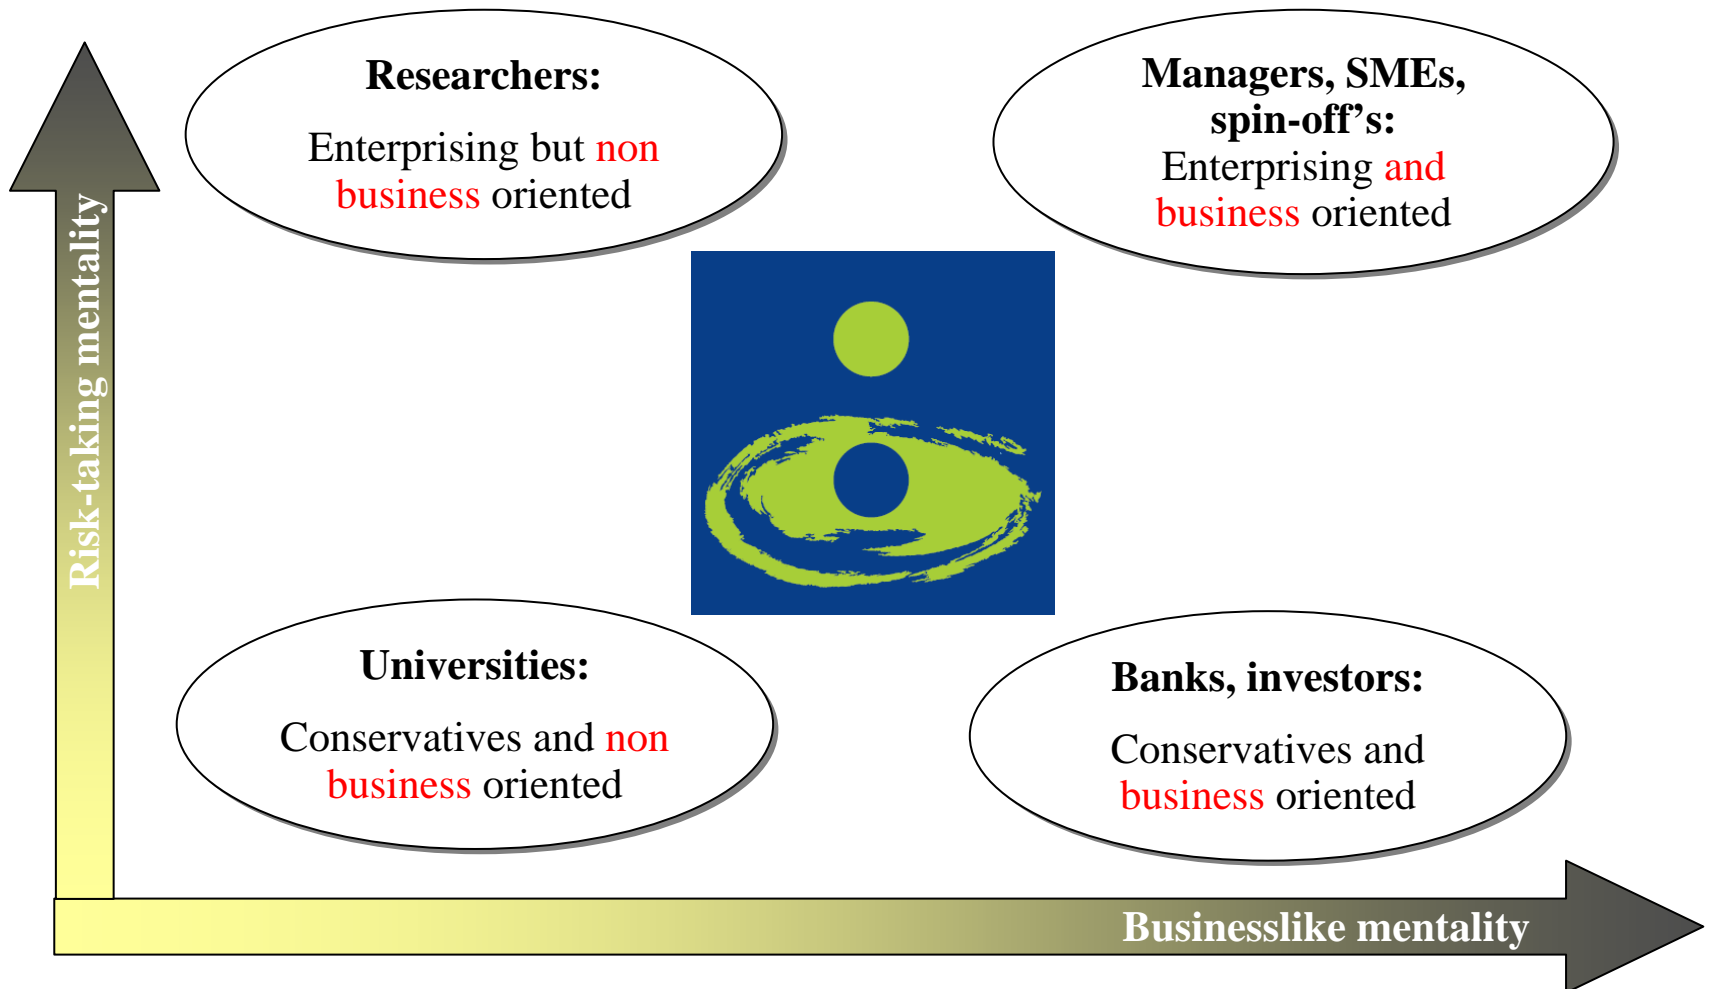 Researchers:
Enterprising but non
business oriented
Managers, SMEs,
spin-off’s:
Enterprising and
business oriented
Risk-taking mentality
Universities:
Conservatives and non
business oriented
Banks, investors:
Conservatives and
business oriented
Businesslike mentality